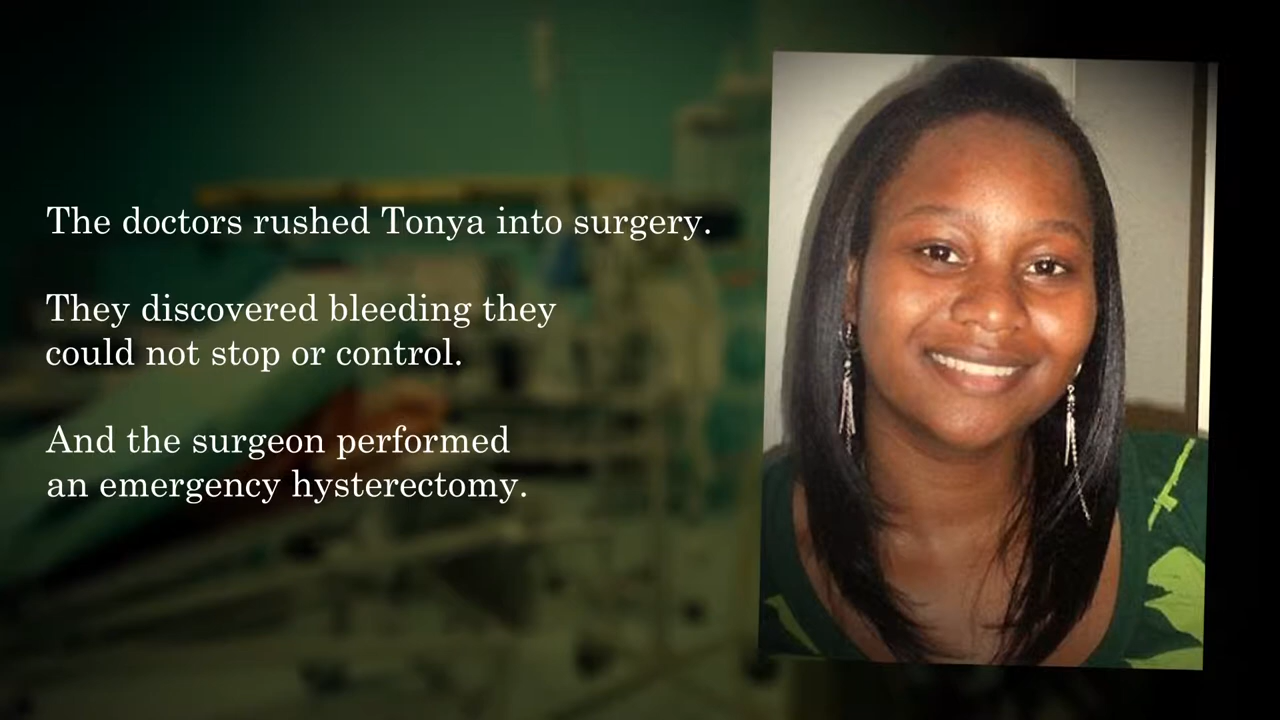 The doctors rushed Tonya into surgery.
They discovered bleeding they
could not stop or control.
And the surgeon performed
an emergency hysterectomy.